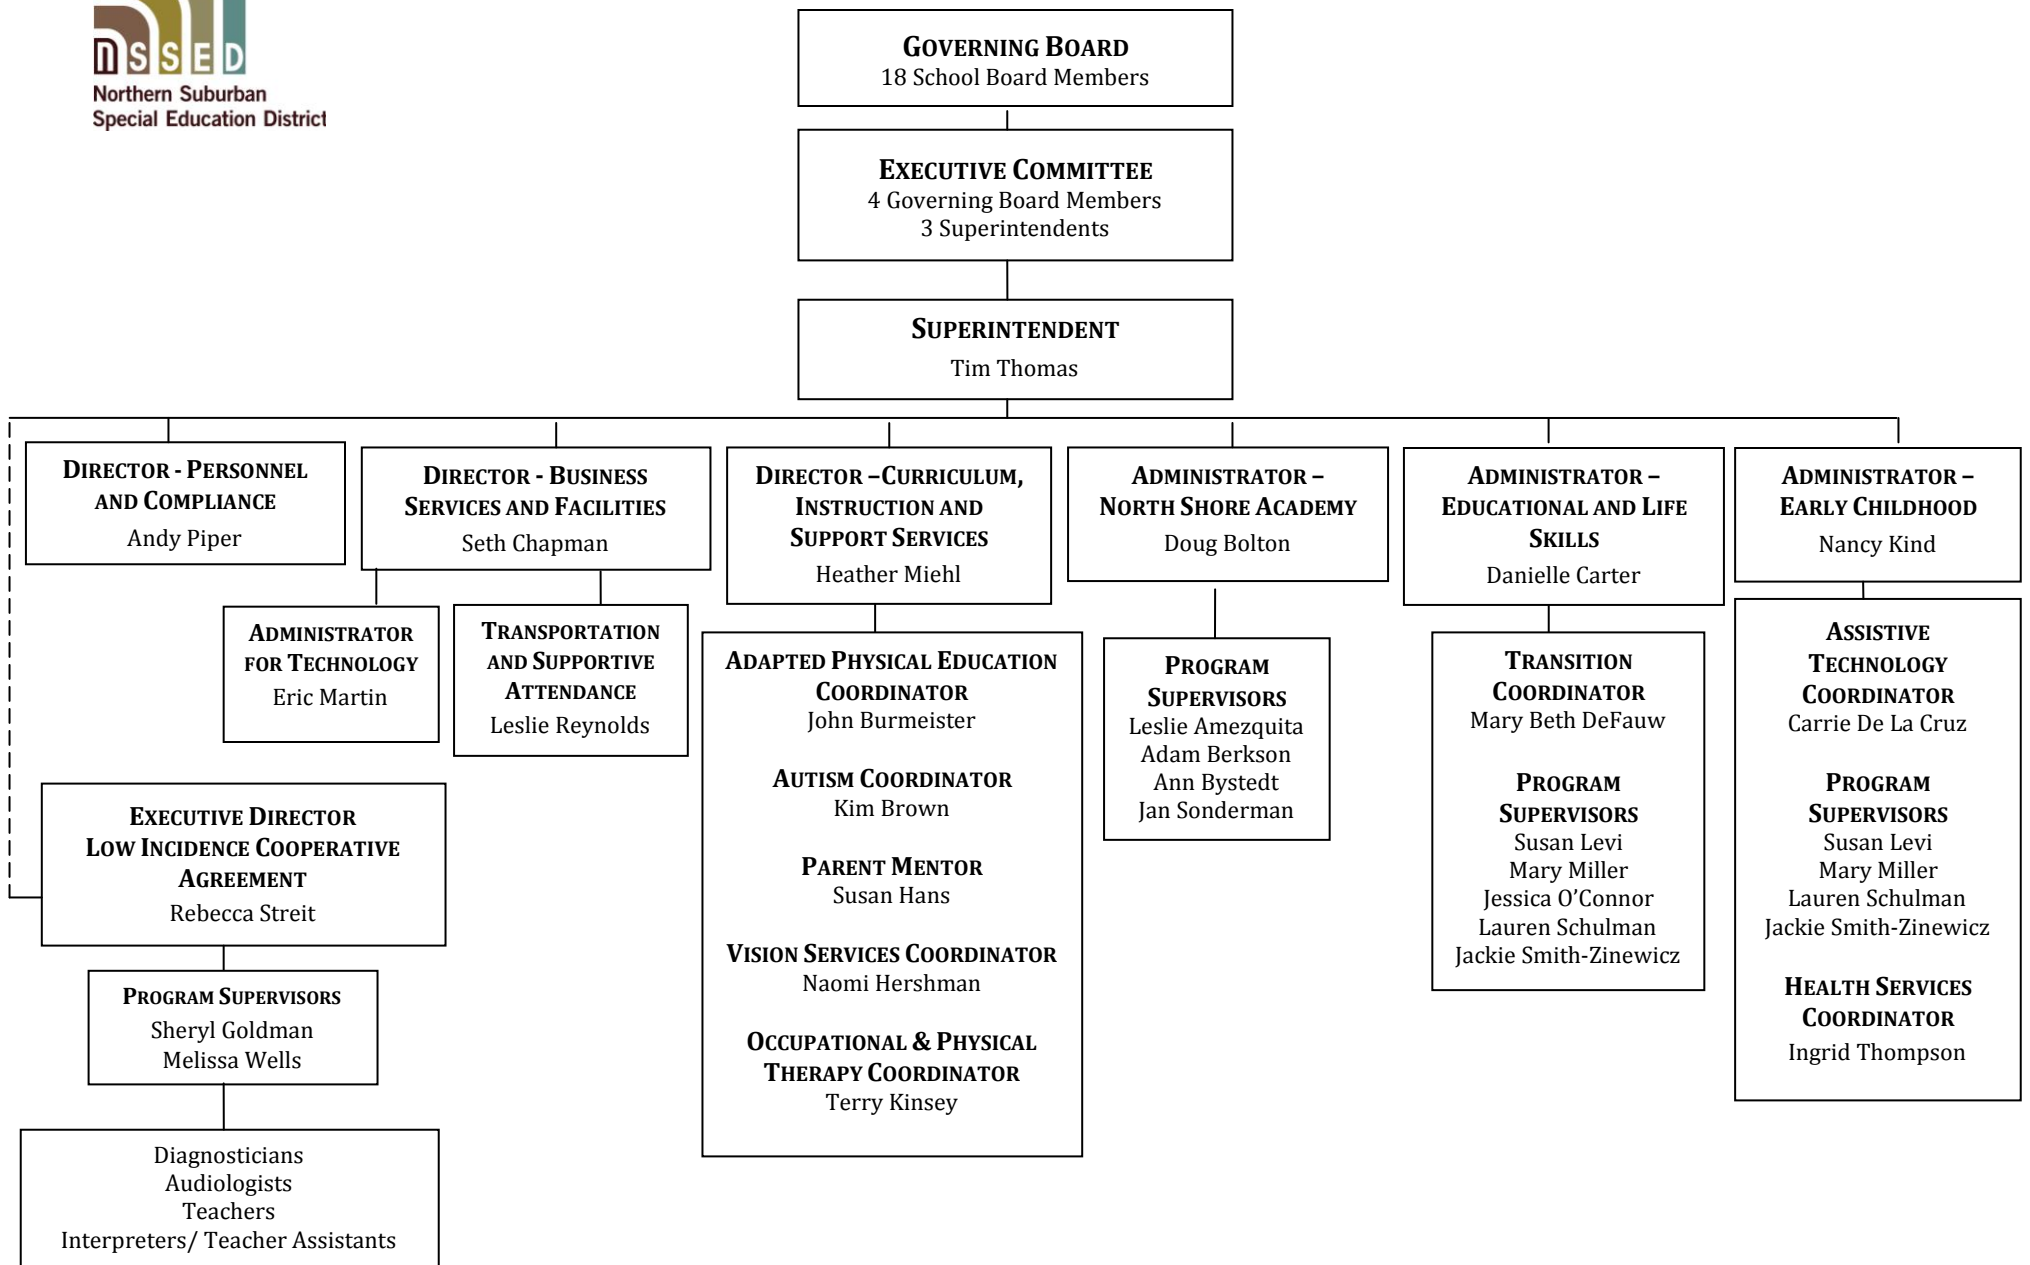 NSSED
Northern Suburban
Special Education District
GOVERNING BOARD
18 School Board Members
EXECUTIVE COMMITTEE
4 Governing Board Members
3 Superintendents
SUPERINTENDENT
Tim Thomas
DIRECTOR - PERSONNEL
AND COMPLIANCE
Andy Piper
DIRECTOR - BUSINESS
SERVICES AND FACILITIES
Seth Chapman
DIRECTOR –CURRICULUM,
INSTRUCTION AND
SUPPORT SERVICES
Heather Miehl
ADMINISTRATOR –
NORTH SHORE ACADEMY
Doug Bolton
ADMINISTRATOR –
EDUCATIONAL AND LIFE
SKILLS
Danielle Carter
ADMINISTRATOR –
EARLY CHILDHOOD
Nancy Kind
ADMINISTRATOR
FOR TECHNOLOGY
Eric Martin
TRANSPORTATION
AND SUPPORTIVE
ATTENDANCE
Leslie Reynolds
ADAPTED PHYSICAL EDUCATION
COORDINATOR
John Burmeister
AUTISM COORDINATOR
Kim Brown
PARENT MENTOR
Susan Hans
VISION SERVICES COORDINATOR
Naomi Hershman
OCCUPATIONAL & PHYSICAL
THERAPY COORDINATOR
Terry Kinsey
PROGRAM
SUPERVISORS
Leslie Amezquita
Adam Berkson
Ann Bystedt
Jan Sonderman
TRANSITION
COORDINATOR
Mary Beth DeFauw
PROGRAM
SUPERVISORS
Susan Levi
Mary Miller
Jessica O’Connor
Lauren Schulman
Jackie Smith-Zinewicz
ASSISTIVE
TECHNOLOGY
COORDINATOR
Carrie De La Cruz
PROGRAM
SUPERVISORS
Susan Levi
Mary Miller
Lauren Schulman
Jackie Smith-Zinewicz
HEALTH SERVICES
COORDINATOR
Ingrid Thompson
EXECUTIVE DIRECTOR
LOW INCIDENCE COOPERATIVE
AGREEMENT
Rebecca Streit
PROGRAM SUPERVISORS
Sheryl Goldman
Melissa Wells
Diagnosticians
Audiologists
Teachers
Interpreters/ Teacher Assistants